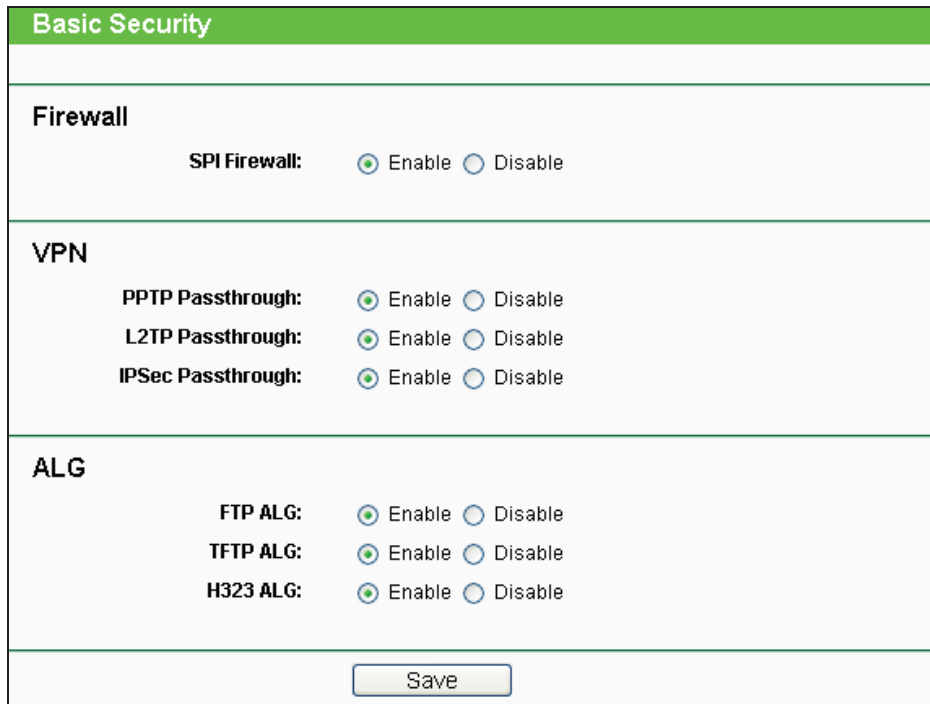 Basic Security
Firewall
SPI Firewall: Enable Disable
VPN
PPTP Passthrough: Enable Disable
L2TP Passthrough: Enable Disable
IPSec Passthrough: Enable Disable
ALG
FTP ALG: Enable Disable
TFTP ALG: Enable Disable
H323 ALG: Enable Disable
Save